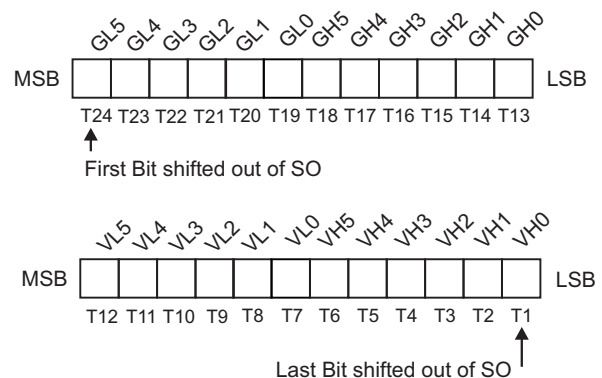 GL5 GL4 GL3 GL2 GL1 GL0 GH5 GH4 GH3 GH2 GH1 GH0
MSB LSB
T24 T23 T22 T21 T20 T19 T18 T17 T16 T15 T14 T13
First Bit shifted out of SO
VL5 VL4 VL3 VL2 VL1 VL0 VH5 VH4 VH3 VH2 VH1 VH0
MSB LSB
T12 T11 T10 T9 T8 T7 T6 T5 T4 T3 T2 T1
Last Bit shifted out of SO